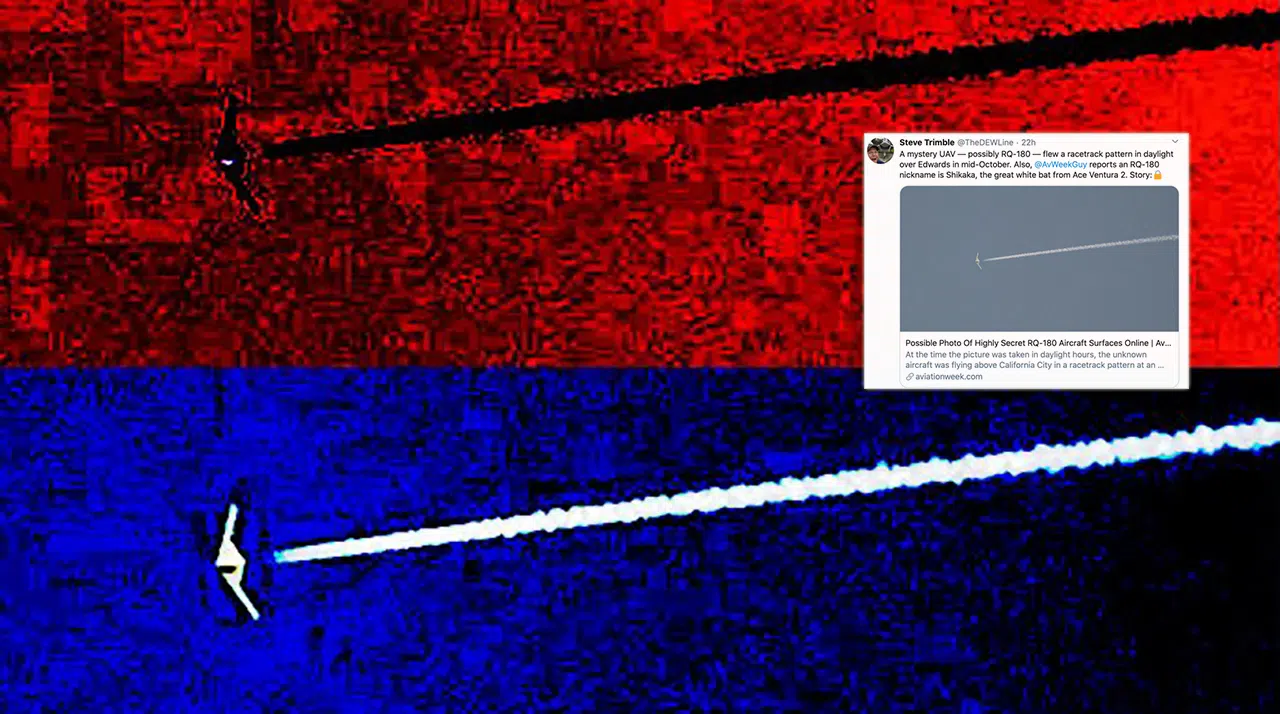 Steve Trimble @TheDEWLine · 22h
A mystery UAV — possibly RQ-180 — flew a racetrack pattern in daylight
over Edwards in mid-October. Also, @AvWeekGuy reports an RQ-180
nickname is Shikaka, the great white bat from Ace Ventura 2. Story:🔒
Possible Photo Of Highly Secret RQ-180 Aircraft Surfaces Online | Av...
At the time the picture was taken in daylight hours, the unknown
aircraft was flying above California City in a racetrack pattern at an ...
aviationweek.com